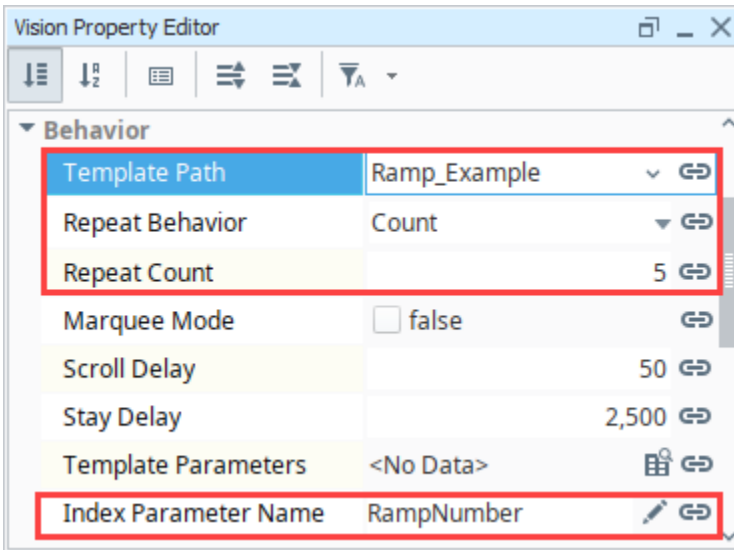 Vision Property Editor
Behavior
Template Path Ramp_Example
Repeat Behavior Count
Repeat Count 5
Marquee Mode false
Scroll Delay 50
Stay Delay 2,500
Template Parameters <No Data>
Index Parameter Name RampNumber